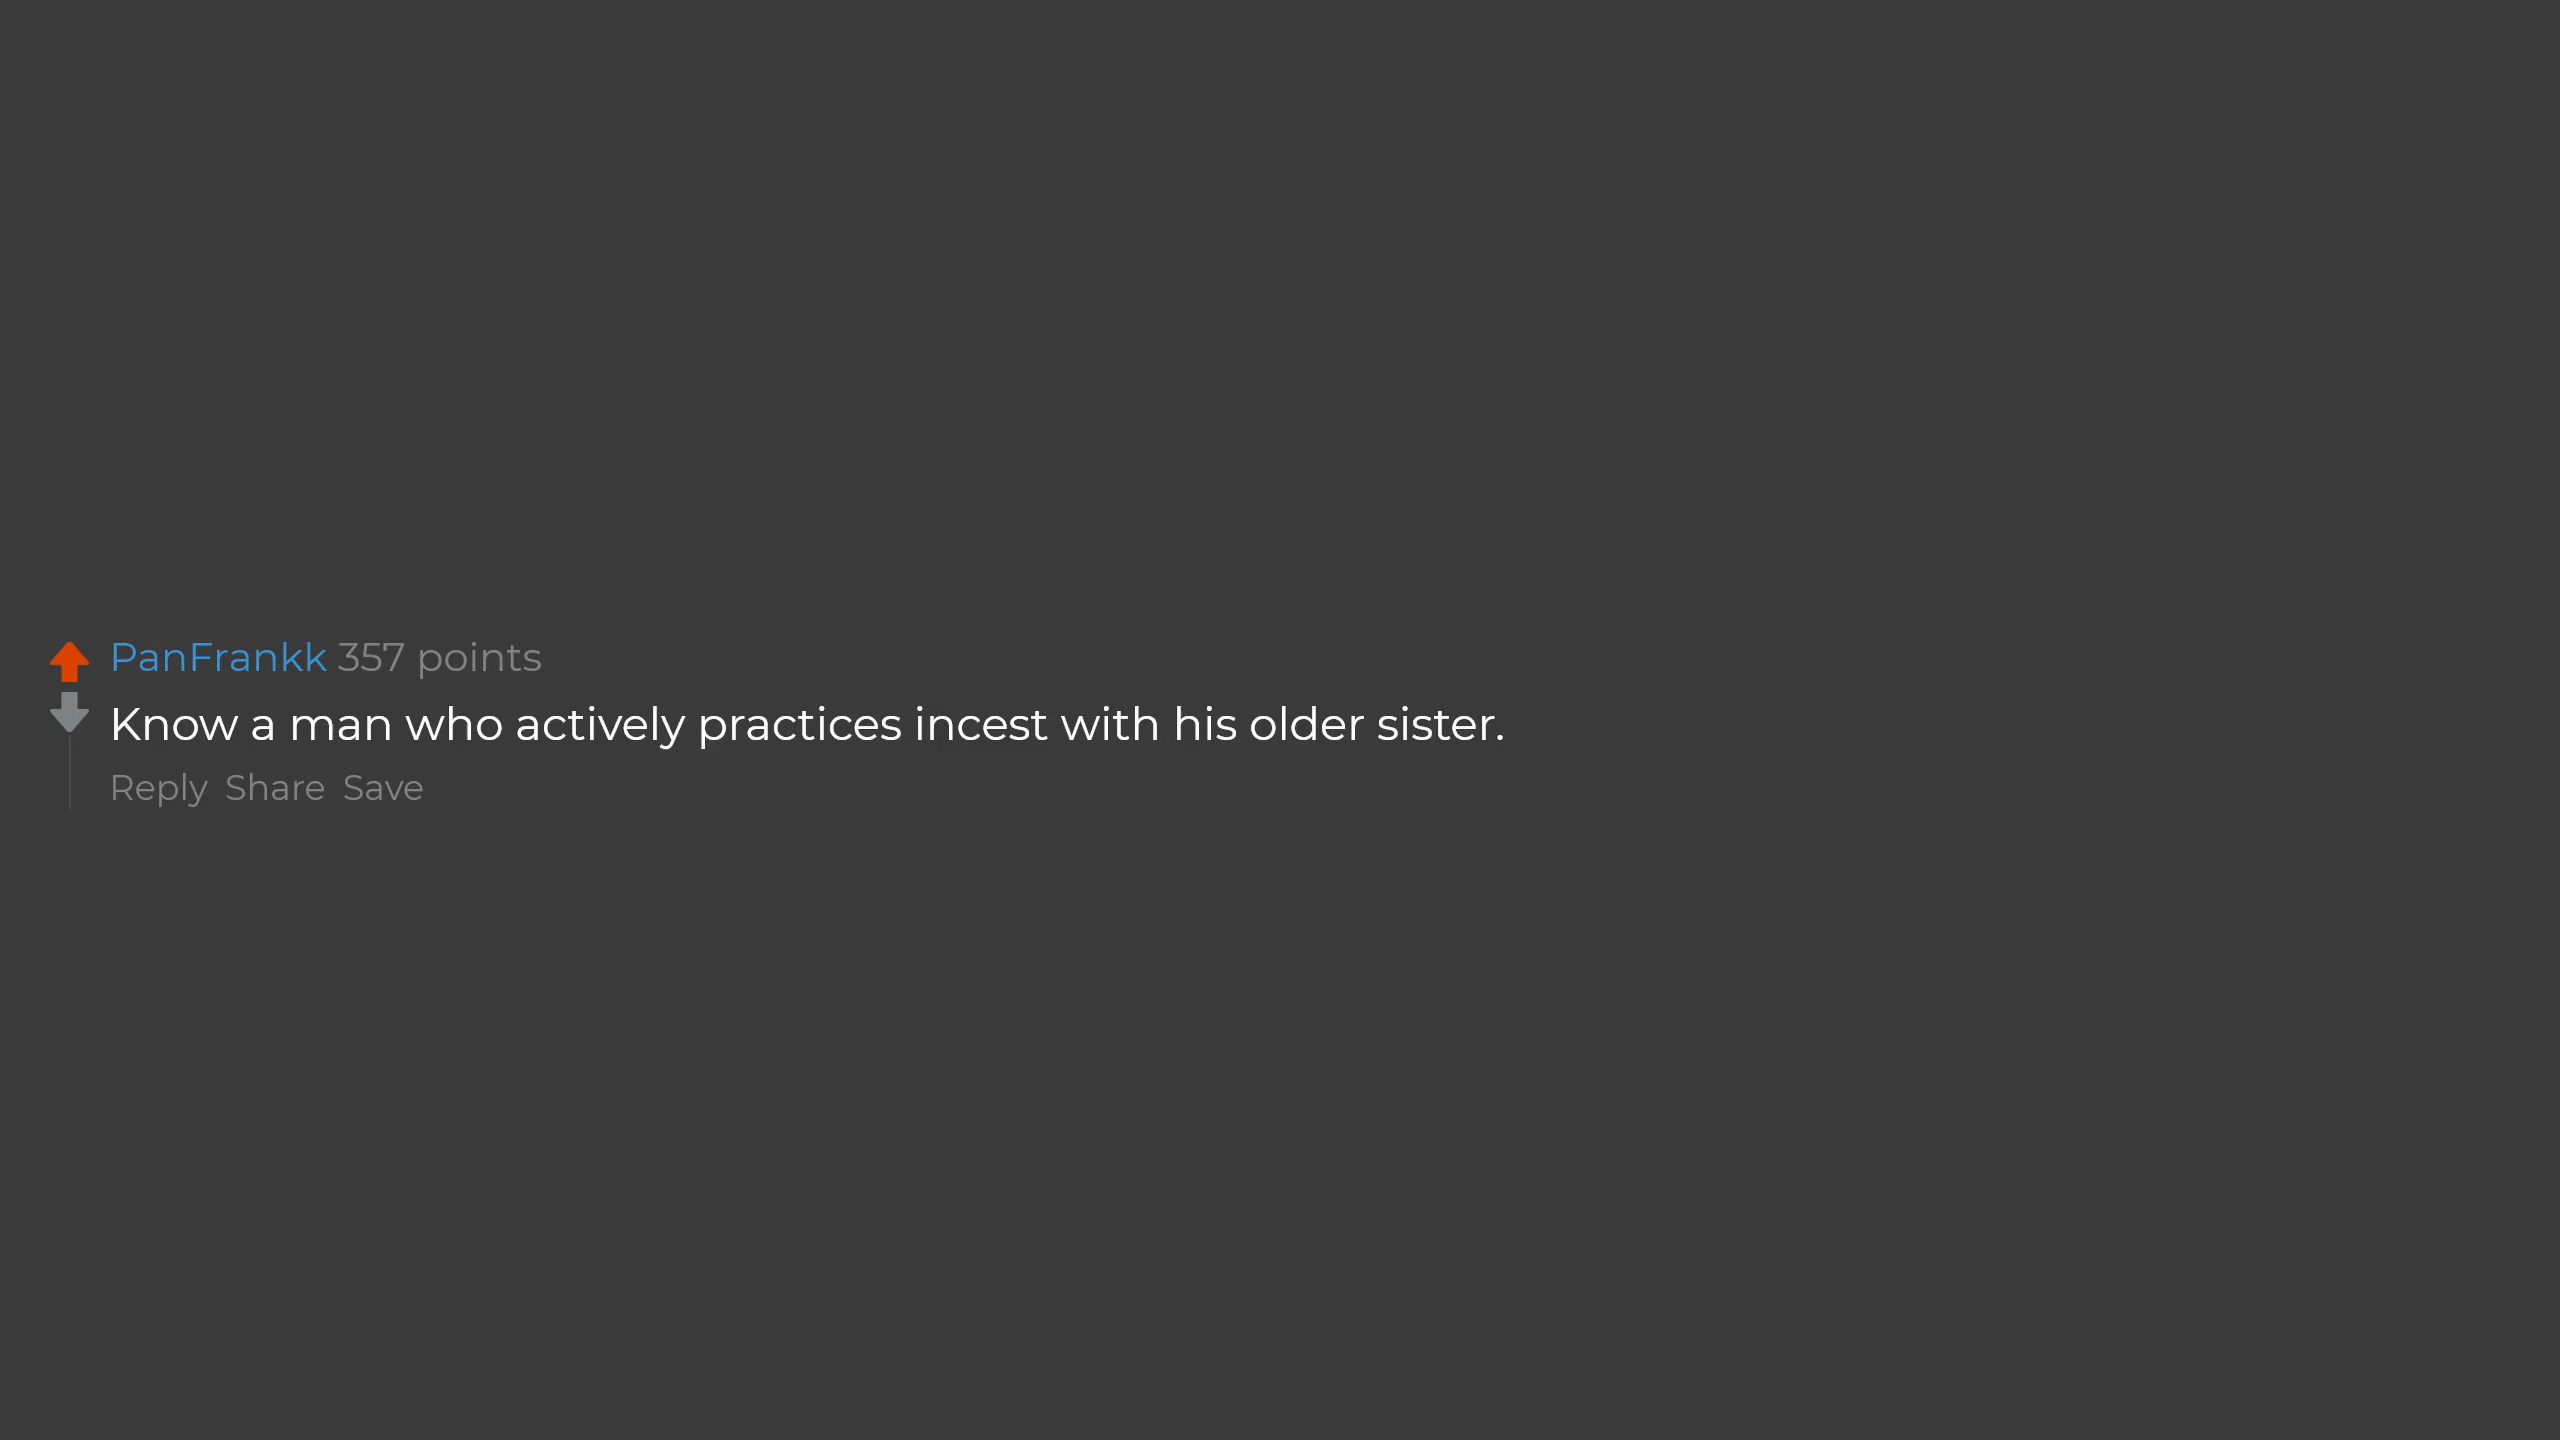 PanFrankk 357 points
Know a man who actively practices incest with his older sister.
Reply Share Save